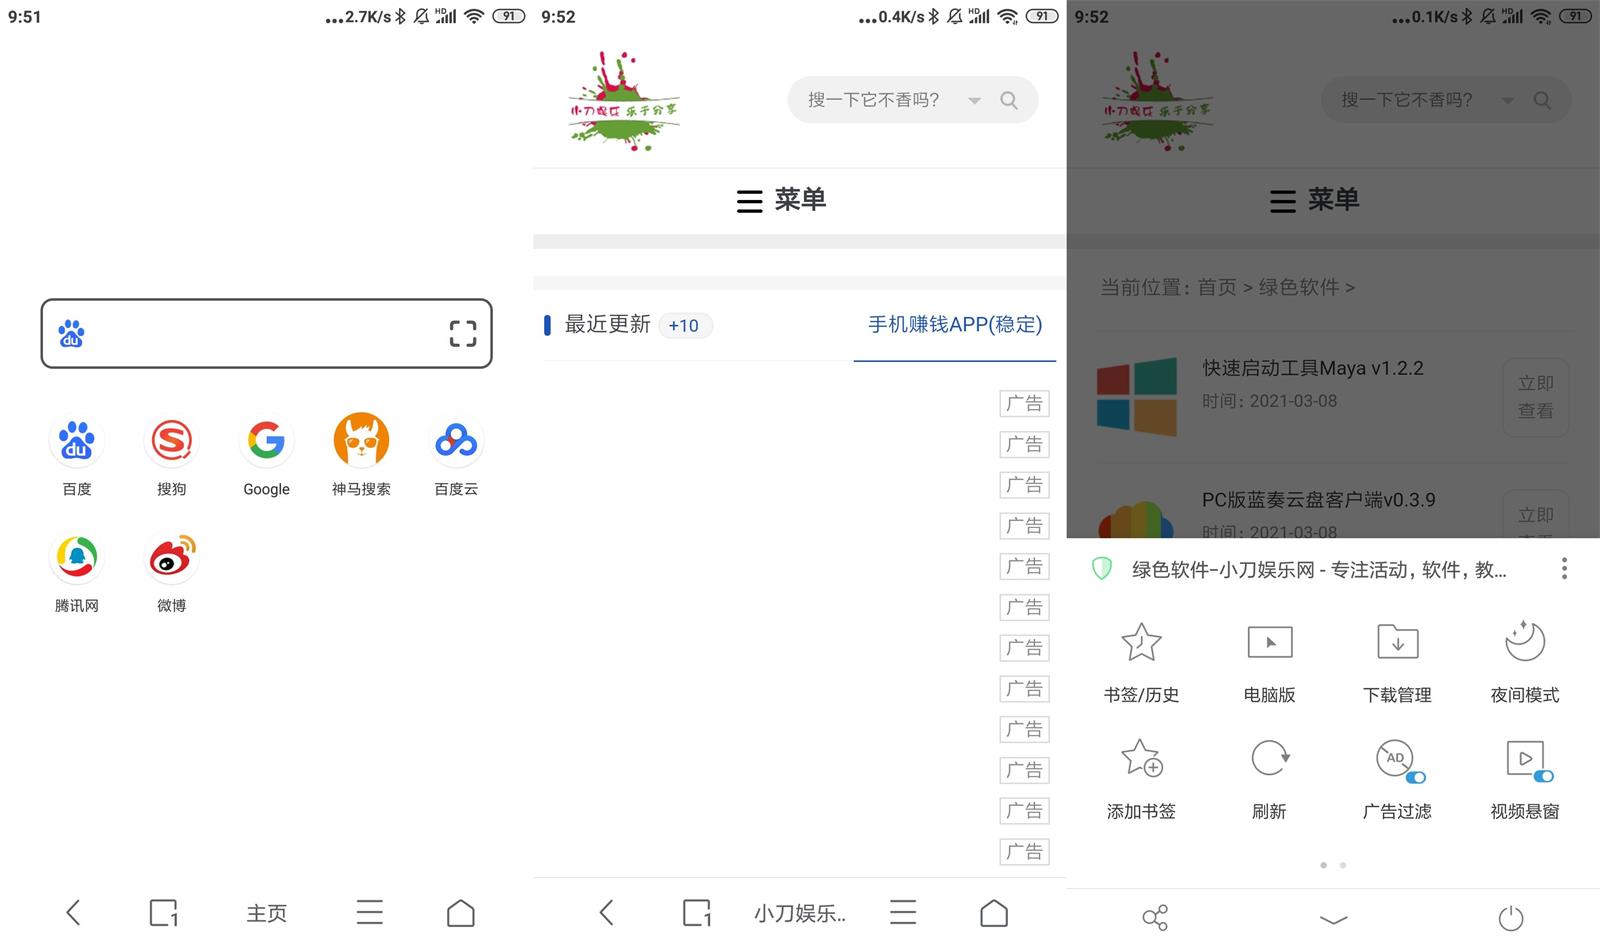 9:51
...2.7K/s
HD
91
百度
搜狗
Google
神马搜索
百度云
腾讯网
微博
1
主页
9:52
...0.4K/s
HD
91
小刀娱乐 乐于分享
搜一下它不香吗?
菜单
最近更新
+10
手机赚钱APP(稳定)
广告
广告
广告
广告
广告
广告
广告
广告
广告
广告
广告
广告
1
小刀娱乐..
9:52
...0.1K/s
HD
91
小刀娱乐 乐于分享
搜一下它不香吗?
菜单
当前位置: 首页 > 绿色软件 >
快速启动工具Maya v1.2.2
时间: 2021-03-08
立即
查看
PC版蓝奏云盘客户端v0.3.9
时间: 2021-03-08
立即
绿色软件-小刀娱乐网 - 专注活动, 软件, 教...
书签/历史
电脑版
下载管理
夜间模式
AD
添加书签
刷新
广告过滤
视频悬窗